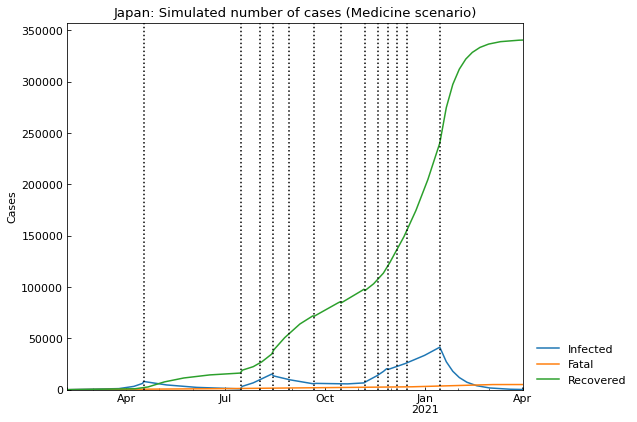 Japan: Simulated number of cases (Medicine scenario)
350000
300000
250000
200000
150000
100000
50000
0
Cases
Apr
Jul
Oct
Jan
2021
Apr
Infected
Fatal
Recovered